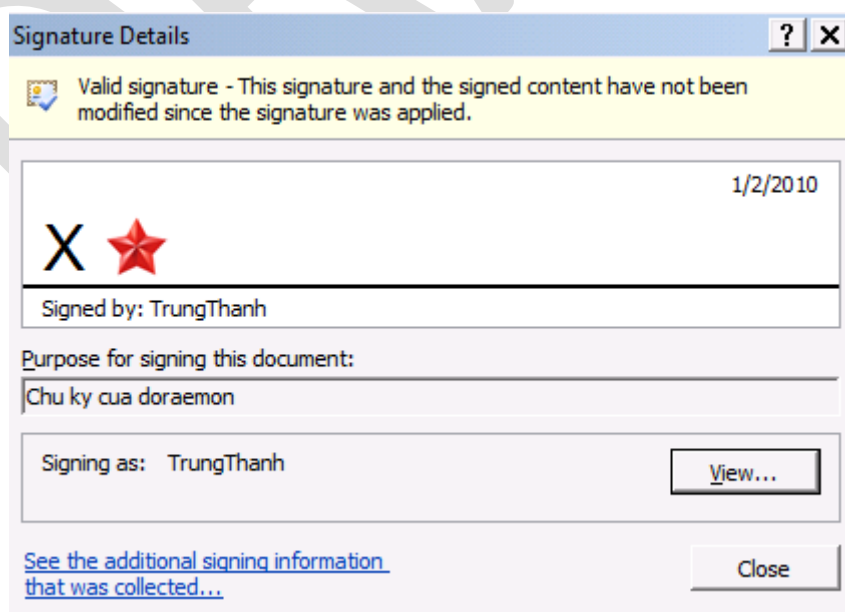 Signature Details
Valid signature - This signature and the signed content have not been
modified since the signature was applied.
1/2/2010
X
Signed by: TrungThanh
Purpose for signing this document:
Chu ky cua doraemon
Signing as: TrungThanh
View...
See the additional signing information
that was collected...
Close